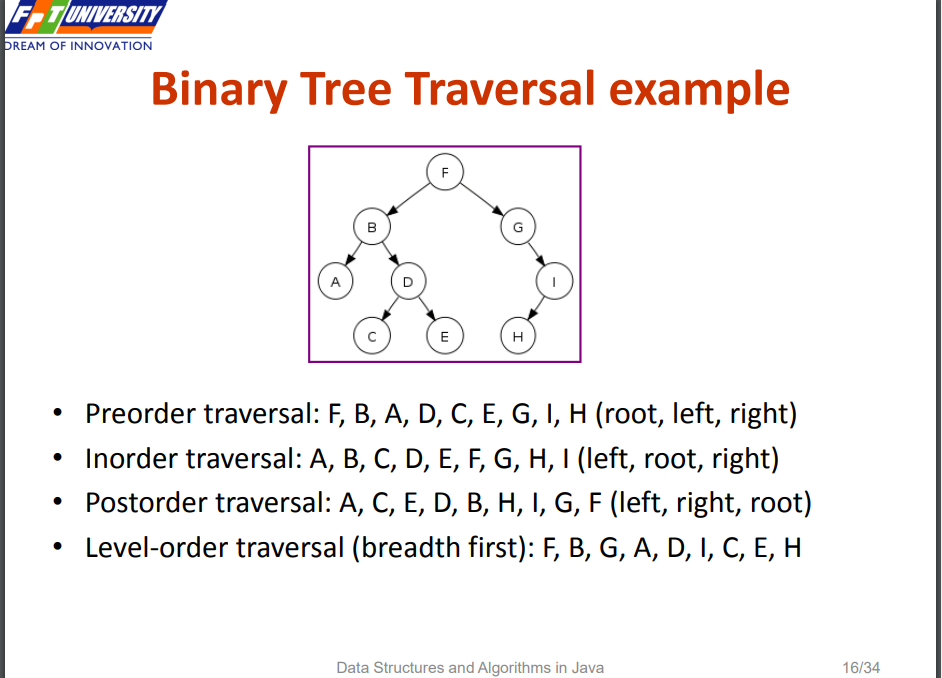 FPT UNIVERSITY
DREAM OF INNOVATION
Binary Tree Traversal example
F
B
G
A
D
I
C
E
H
• Preorder traversal: F, B, A, D, C, E, G, I, H (root, left, right)
• Inorder traversal: A, B, C, D, E, F, G, H, I (left, root, right)
• Postorder traversal: A, C, E, D, B, H, I, G, F (left, right, root)
• Level-order traversal (breadth first): F, B, G, A, D, I, C, E, H
Data Structures and Algorithms in Java
16/34